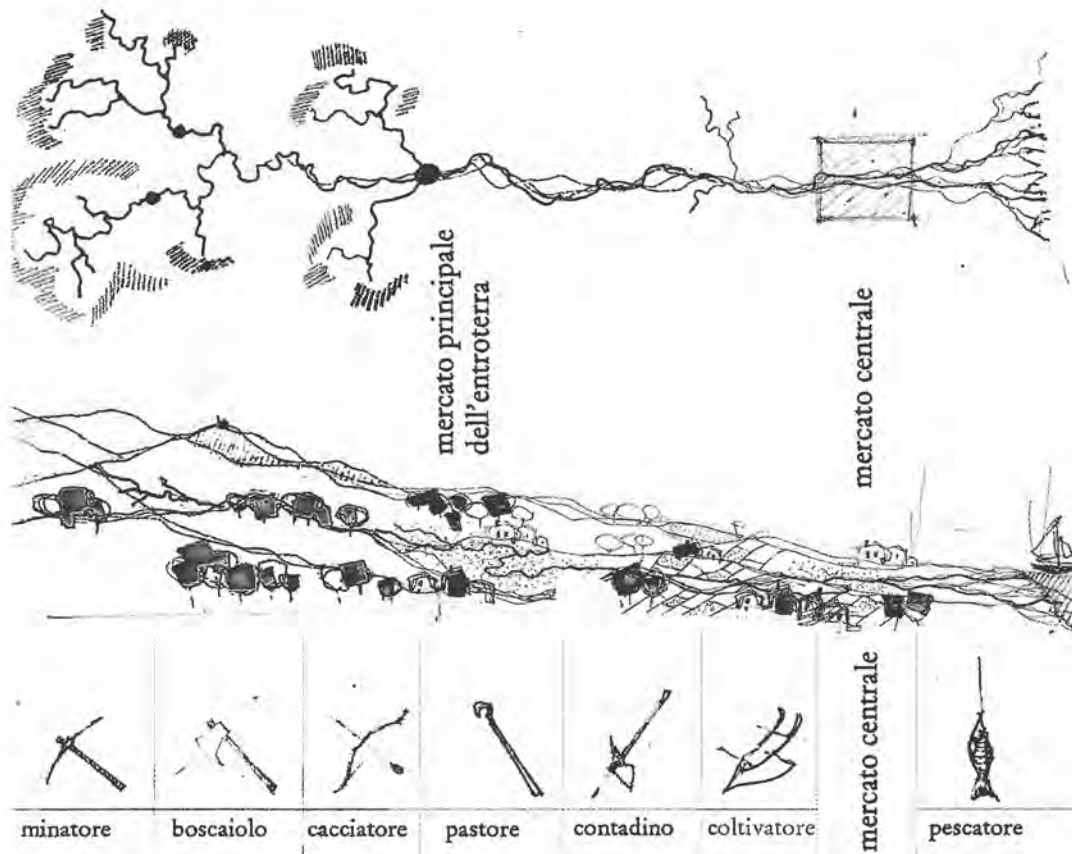 mercato principale
dell'entroterra
mercato centrale
minatore
boscaiolo
cacciatore
pastore
contadino
coltivatore
mercato centrale
pescatore